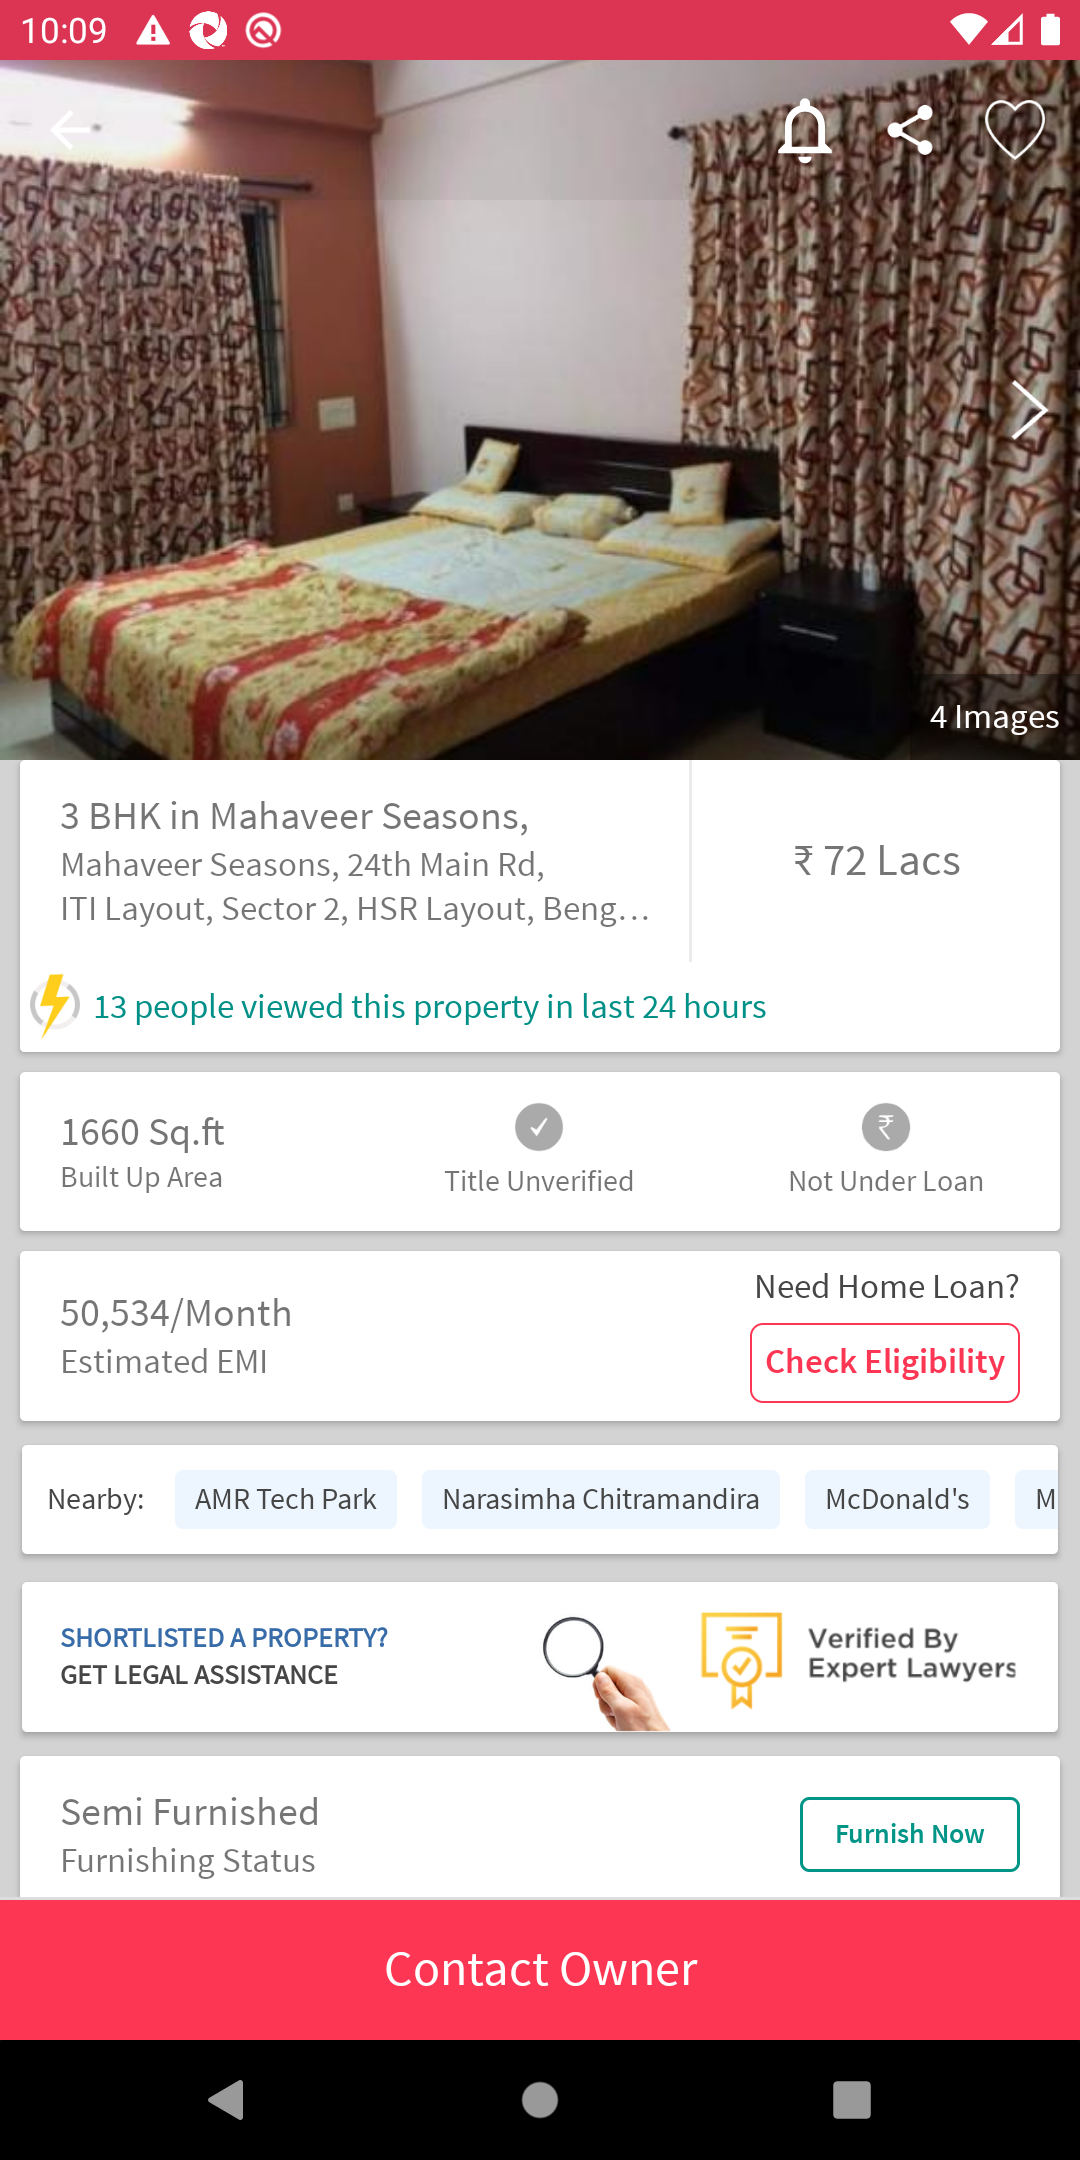 10:09
4 Images
3 BHK in Mahaveer Seasons,
Mahaveer Seasons, 24th Main Rd,
ITI Layout, Sector 2, HSR Layout, Beng...
₹ 72 Lacs
13 people viewed this property in last 24 hours
1660 Sq.ft
Built Up Area
Title Unverified
₹
Not Under Loan
50,534/Month
Estimated EMI
Need Home Loan?
Check Eligibility
Nearby: AMR Tech Park Narasimha Chitramandira McDonald's M
SHORTLISTED A PROPERTY?
GET LEGAL ASSISTANCE
Verified By
Expert Lawyers
Semi Furnished
Furnishing Status
Furnish Now
Contact Owner